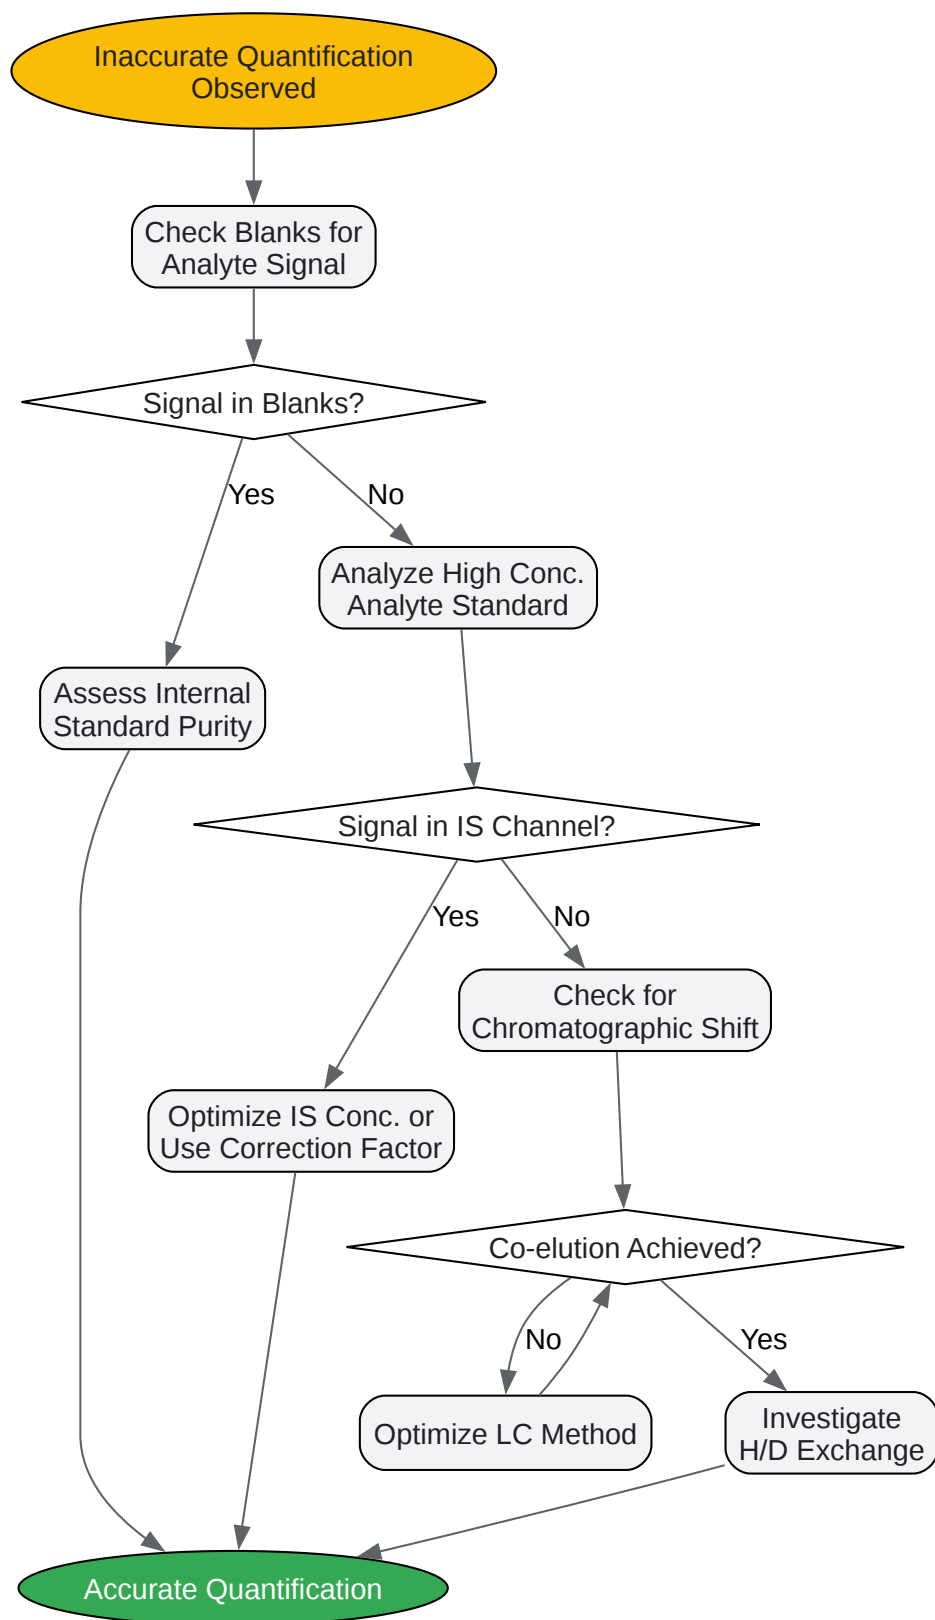 Inaccurate Quantification
Observed
Check Blanks for
Analyte Signal
Signal in Blanks?
Yes
No
Analyze High Conc.
Analyte Standard
Assess Internal
Standard Purity
Signal in IS Channel?
Yes
No
Check for
Chromatographic Shift
Optimize IS Conc. or
Use Correction Factor
Co-elution Achieved?
No
Yes
Optimize LC Method
Investigate
H/D Exchange
Accurate Quantification